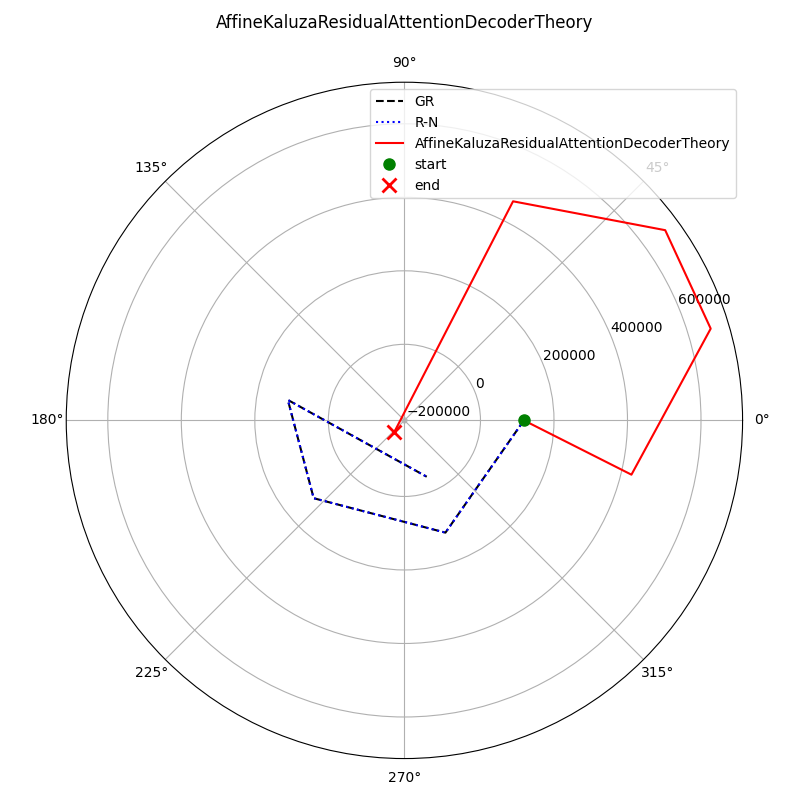 AffineKaluzaResidualAttentionDecoderTheory
90°
GR
R-N
AffineKaluzaResidualAttentionDecoderTheory
start
end
135°
45°
600000
400000
200000
0
−200000
180°
0°
225°
315°
270°